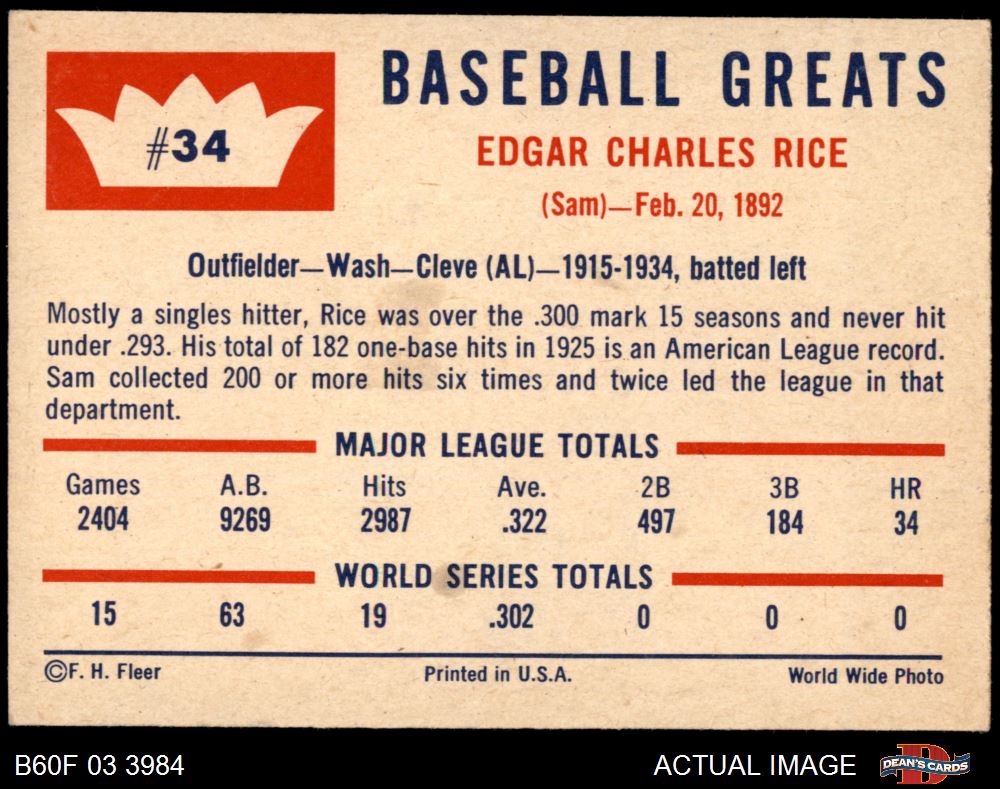 #34
BASEBALL GREATS
EDGAR CHARLES RICE
(Sam)—Feb. 20, 1892
Outfielder—Wash—Cleve (AL)—1915-1934, batted left
Mostly a singles hitter, Rice was over the .300 mark 15 seasons and never hit
under .293. His total of 182 one-base hits in 1925 is an American League record.
Sam collected 200 or more hits six times and twice led the league in that
department.
MAJOR LEAGUE TOTALS
Games A.B. Hits Ave. 2B 3B HR
2404 9269 2987 .322 497 184 34
WORLD SERIES TOTALS
15 63 19 .302 0 0 0
©F. H. Fleer Printed in U.S.A. World Wide Photo
B60F 03 3984 ACTUAL IMAGE DEAN'S CARDS